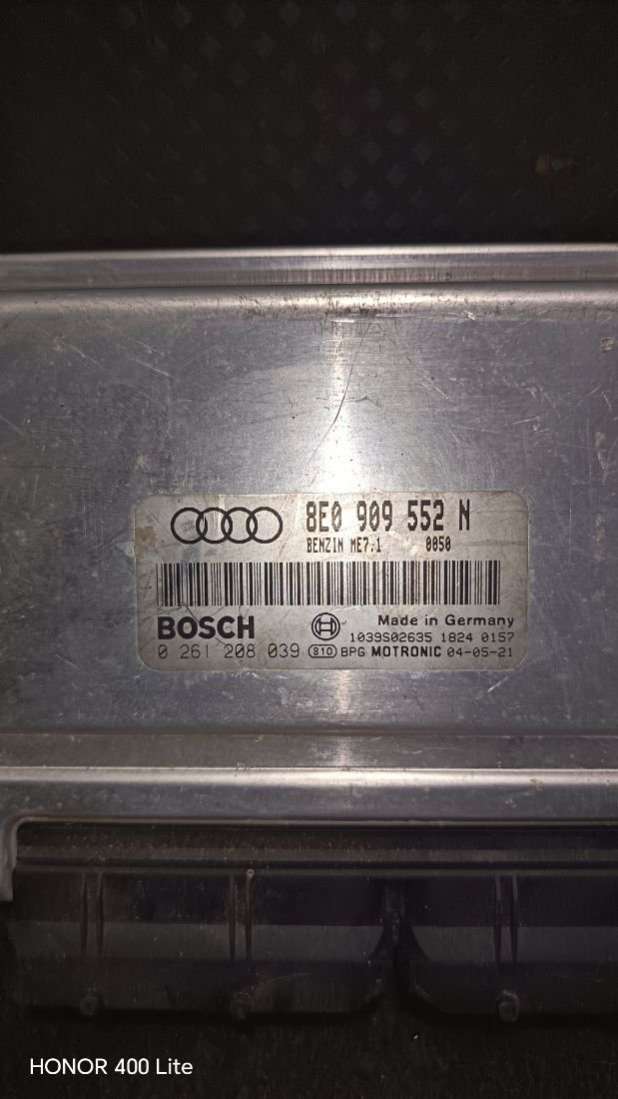 8E0 909 552 N
BENZIN ME7.1 0050
BOSCH
Made in Germany
1039S02635 1824 0157
0 261 208 039 810 BPG MOTRONIC 04-05-21
HONOR 400 Lite